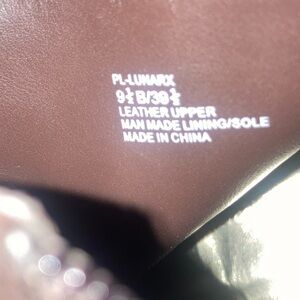 PL-LUNARX
9½ B/39½
LEATHER UPPER
MAN MADE LINING/SOLE
MADE IN CHINA